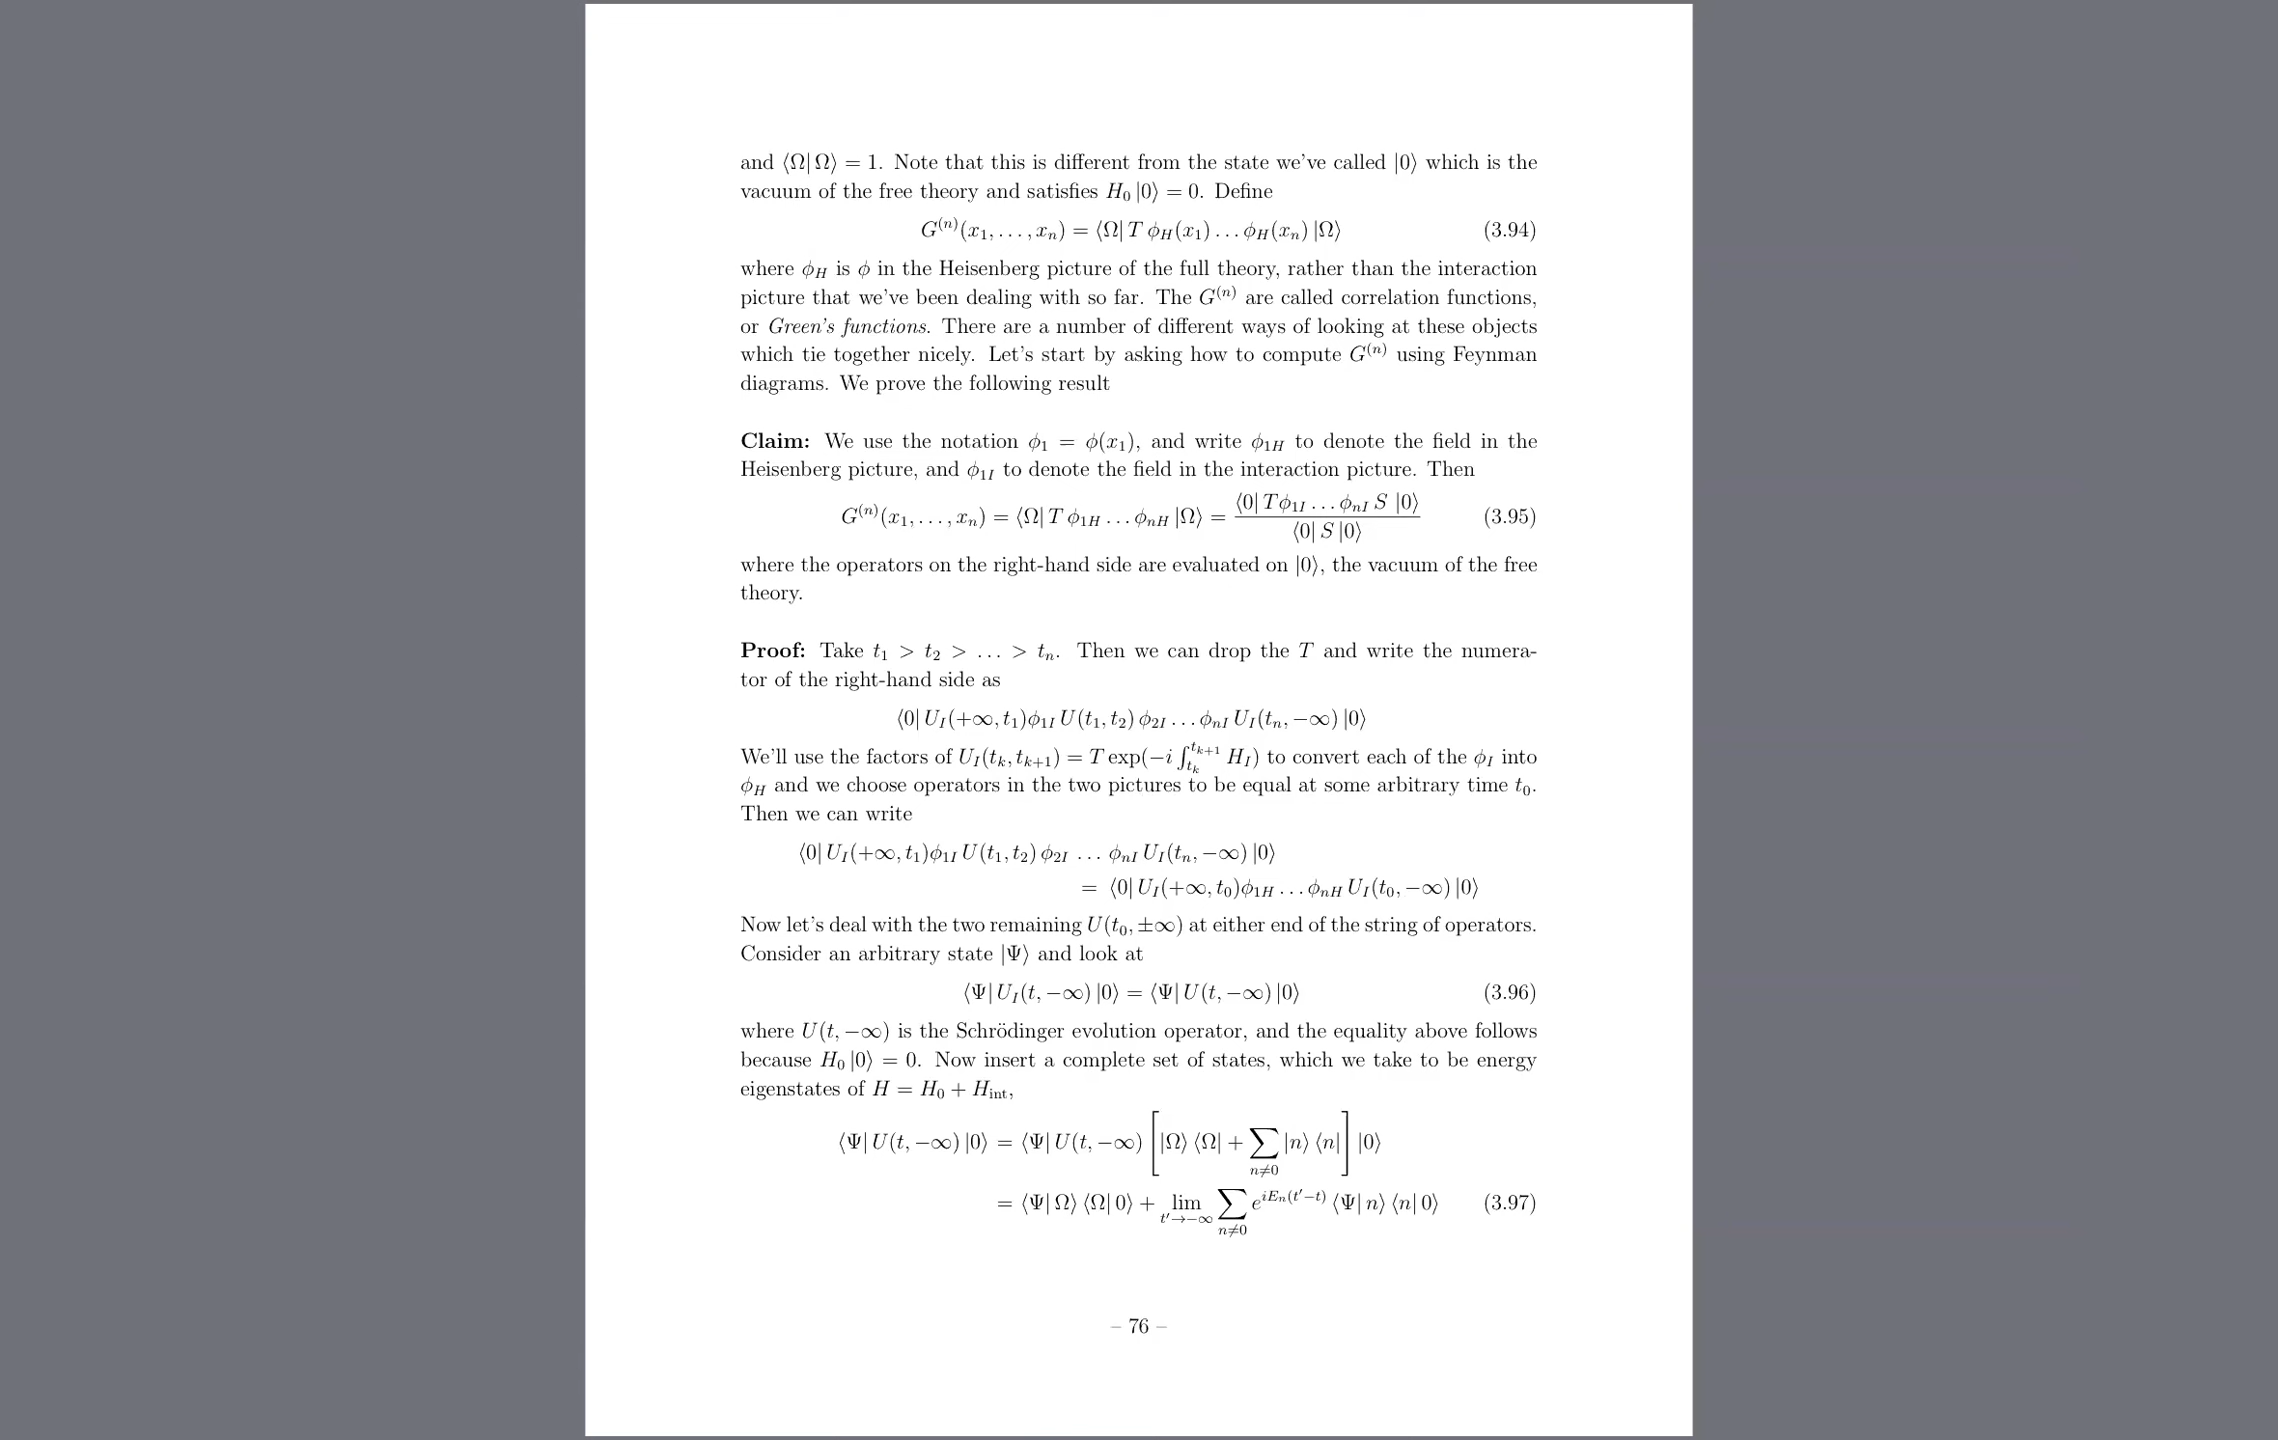 and ⟨Ω| Ω⟩ = 1. Note that this is different from the state we've called |0⟩ which is the
vacuum of the free theory and satisfies H₀ |0⟩ = 0. Define
G⁽ⁿ⁾(x₁, . . . , xₙ) = ⟨Ω| T ϕ_H(x₁) . . . ϕ_H(xₙ) |Ω⟩ (3.94)
where ϕ_H is ϕ in the Heisenberg picture of the full theory, rather than the interaction
picture that we've been dealing with so far. The G⁽ⁿ⁾ are called correlation functions,
or Green's functions. There are a number of different ways of looking at these objects
which tie together nicely. Let's start by asking how to compute G⁽ⁿ⁾ using Feynman
diagrams. We prove the following result
Claim: We use the notation ϕ₁ = ϕ(x₁), and write ϕ_{1H} to denote the field in the
Heisenberg picture, and ϕ_{1I} to denote the field in the interaction picture. Then
G⁽ⁿ⁾(x₁, . . . , xₙ) = ⟨Ω| T ϕ_{1H} . . . ϕ_{nH} |Ω⟩ = ⟨0| Tϕ_{1I} . . . ϕ_{nI} S |0⟩ / ⟨0| S |0⟩ (3.95)
where the operators on the right-hand side are evaluated on |0⟩, the vacuum of the free
theory.
Proof: Take t₁ > t₂ > . . . > tₙ. Then we can drop the T and write the numera-
tor of the right-hand side as
⟨0| U_I(+∞, t₁)ϕ_{1I} U(t₁, t₂) ϕ_{2I} . . . ϕ_{nI} U_I(tₙ, −∞) |0⟩
We'll use the factors of U_I(t_k, t_{k+1}) = T exp(−i ∫_{t_k}^{t_{k+1}} H_I) to convert each of the ϕ_I into
ϕ_H and we choose operators in the two pictures to be equal at some arbitrary time t₀.
Then we can write
⟨0| U_I(+∞, t₁)ϕ_{1I} U(t₁, t₂) ϕ_{2I} . . . ϕ_{nI} U_I(tₙ, −∞) |0⟩
= ⟨0| U_I(+∞, t₀)ϕ_{1H} . . . ϕ_{nH} U_I(t₀, −∞) |0⟩
Now let's deal with the two remaining U(t₀, ±∞) at either end of the string of operators.
Consider an arbitrary state |Ψ⟩ and look at
⟨Ψ| U_I(t, −∞) |0⟩ = ⟨Ψ| U(t, −∞) |0⟩ (3.96)
where U(t, −∞) is the Schrödinger evolution operator, and the equality above follows
because H₀ |0⟩ = 0. Now insert a complete set of states, which we take to be energy
eigenstates of H = H₀ + H_{int},
⟨Ψ| U(t, −∞) |0⟩ = ⟨Ψ| U(t, −∞) [ |Ω⟩ ⟨Ω| + ∑_{n≠0} |n⟩ ⟨n| ] |0⟩
= ⟨Ψ| Ω⟩ ⟨Ω| 0⟩ + lim_{t′→−∞} ∑_{n≠0} e^{iE_n(t′−t)} ⟨Ψ| n⟩ ⟨n| 0⟩ (3.97)
– 76 –